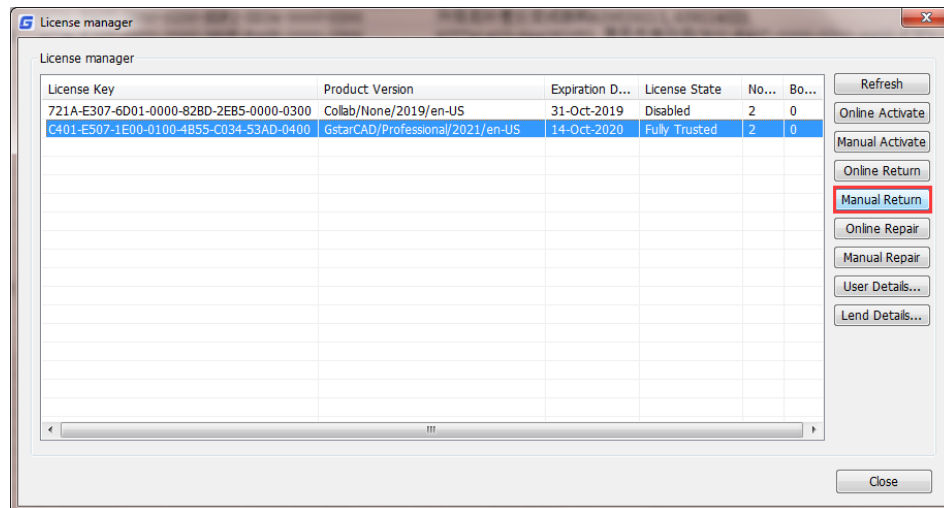 License manager
License manager
License Key Product Version Expiration D... License State No... Bo...
721A-E307-6D01-0000-82BD-2EB5-0000-0300 Collab/None/2019/en-US 31-Oct-2019 Disabled 2 0
C401-E507-1E00-0100-4B55-C034-53AD-0400 GstarCAD/Professional/2021/en-US 14-Oct-2020 Fully Trusted 2 0
Refresh
Online Activate
Manual Activate
Online Return
Manual Return
Online Repair
Manual Repair
User Details...
Lend Details...
Close